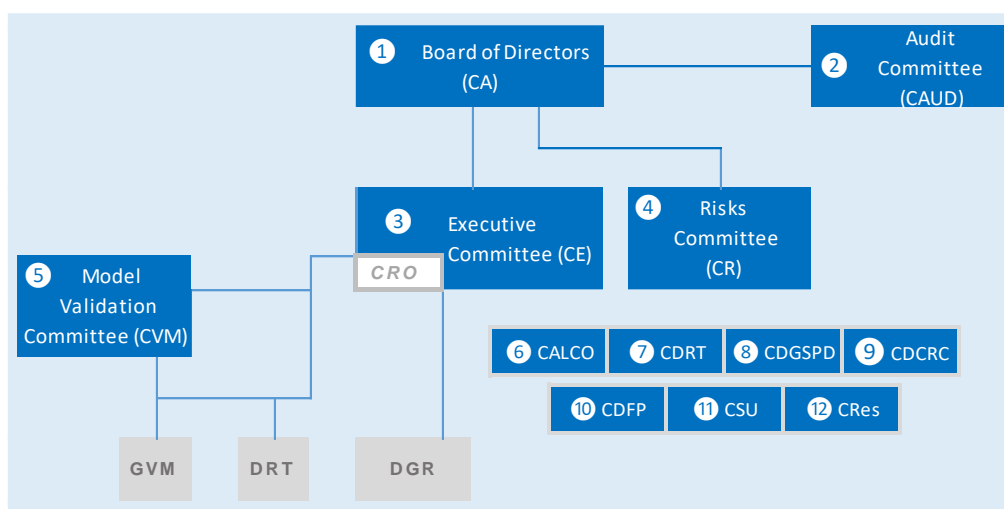 ① Board of Directors
(CA)
② Audit
Committee
(CAUD)
③ Executive
Committee (CE)
CRO
④ Risks
Committee
(CR)
⑤ Model
Validation
Committee (CVM)
⑥ CALCO
⑦ CDRT
⑧ CDGSPD
⑨ CDCRC
⑩ CDFP
⑪ CSU
⑫ CRes
GVM
DRT
DGR